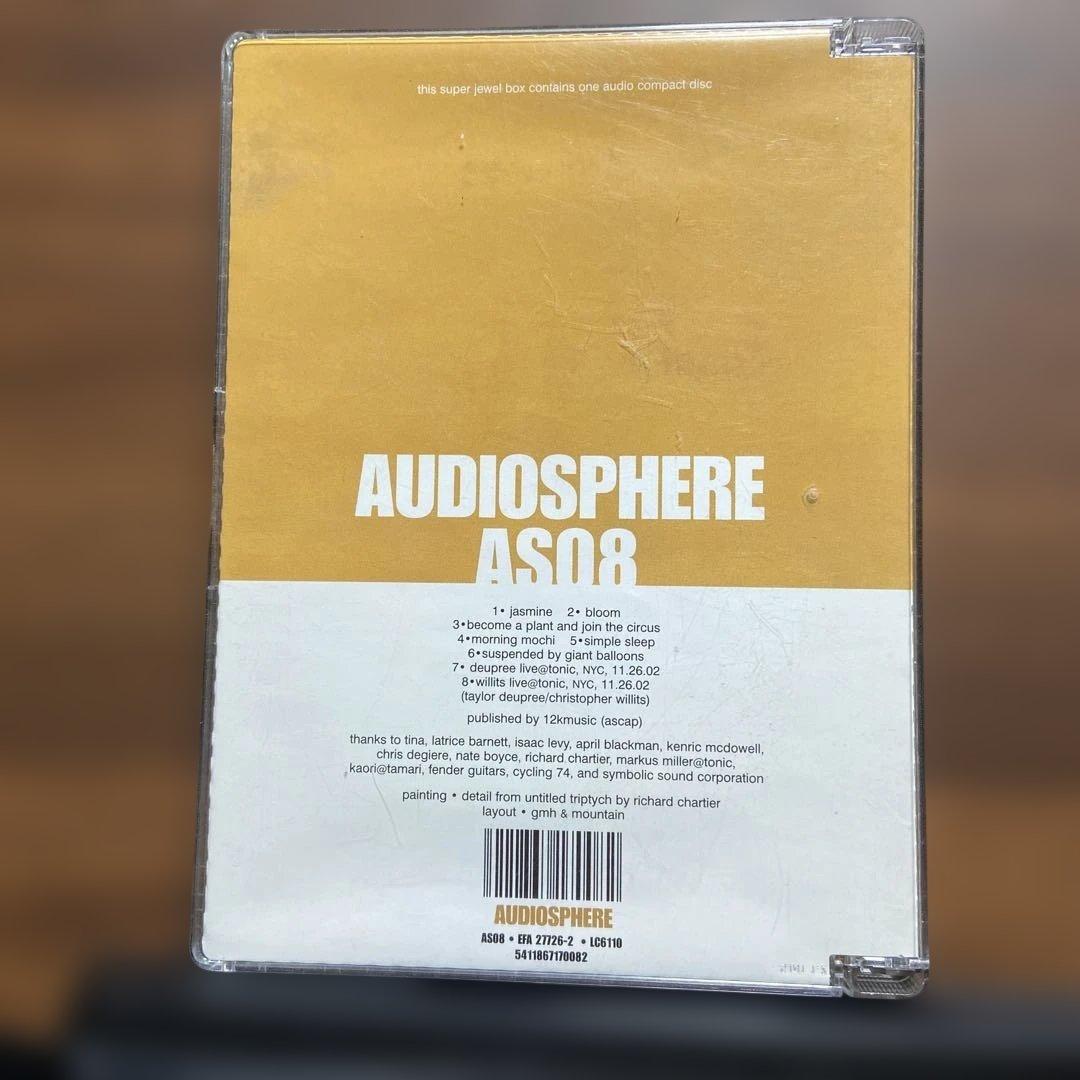 this super jewel box contains one audio compact disc
AUDIOSPHERE
AS08
1• jasmine 2• bloom
3•become a plant and join the circus
4•morning mochi 5•simple sleep
6•suspended by giant balloons
7• deupree live@tonic, NYC, 11.26.02
8•willits live@tonic, NYC, 11.26.02
(taylor deupree/christopher willits)
published by 12kmusic (ascap)
thanks to tina, latrice barnett, isaac levy, april blackman, kenric mcdowell,
chris degiere, nate boyce, richard chartier, markus miller@tonic,
kaori@tamari, fender guitars, cycling 74, and symbolic sound corporation
painting • detail from untitled triptych by richard chartier
layout • gmh & mountain
AUDIOSPHERE
AS08 • EFA 27726-2 • LC6110
5411867170082